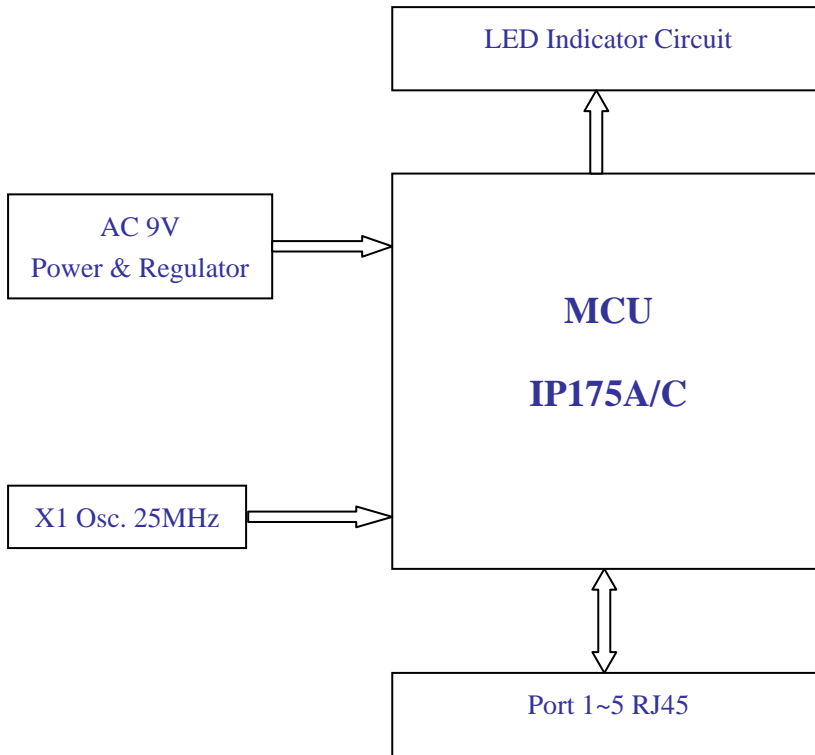 LED Indicator Circuit
AC 9V
Power & Regulator
MCU
IP175A/C
X1 Osc. 25MHz
Port 1~5 RJ45